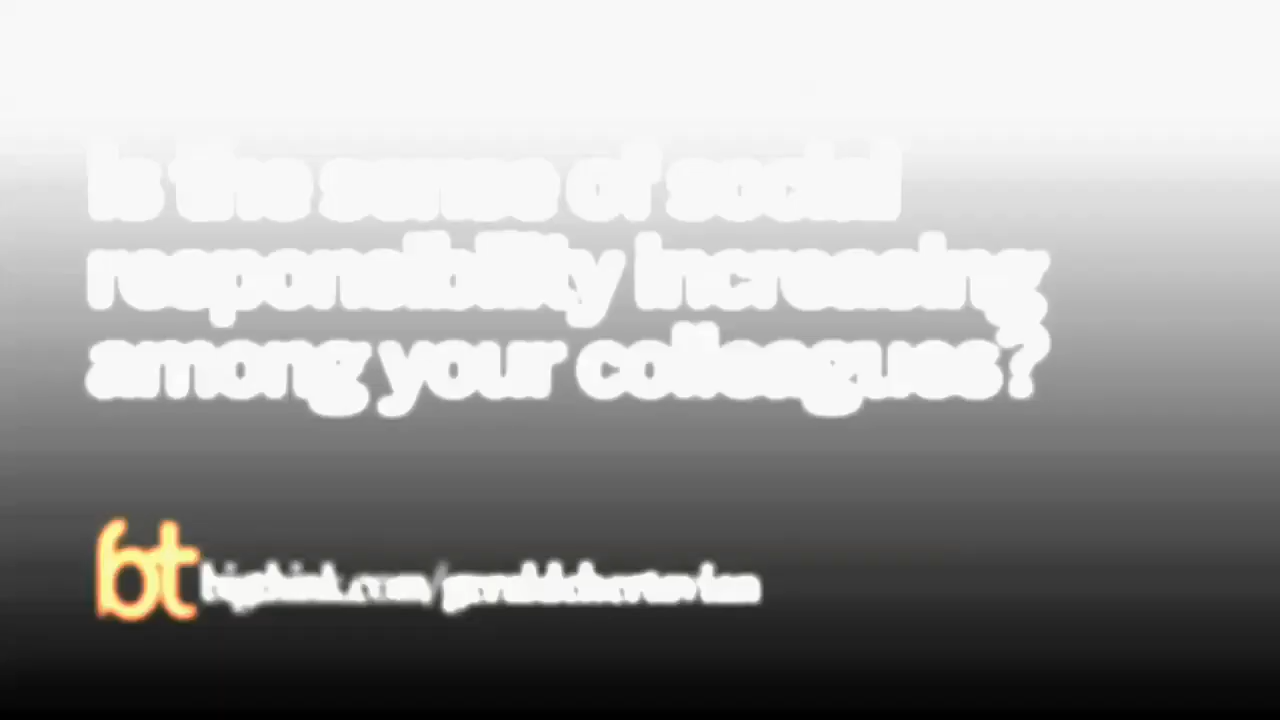 Is the sense of social
responsibility increasing
among your colleagues?
bt